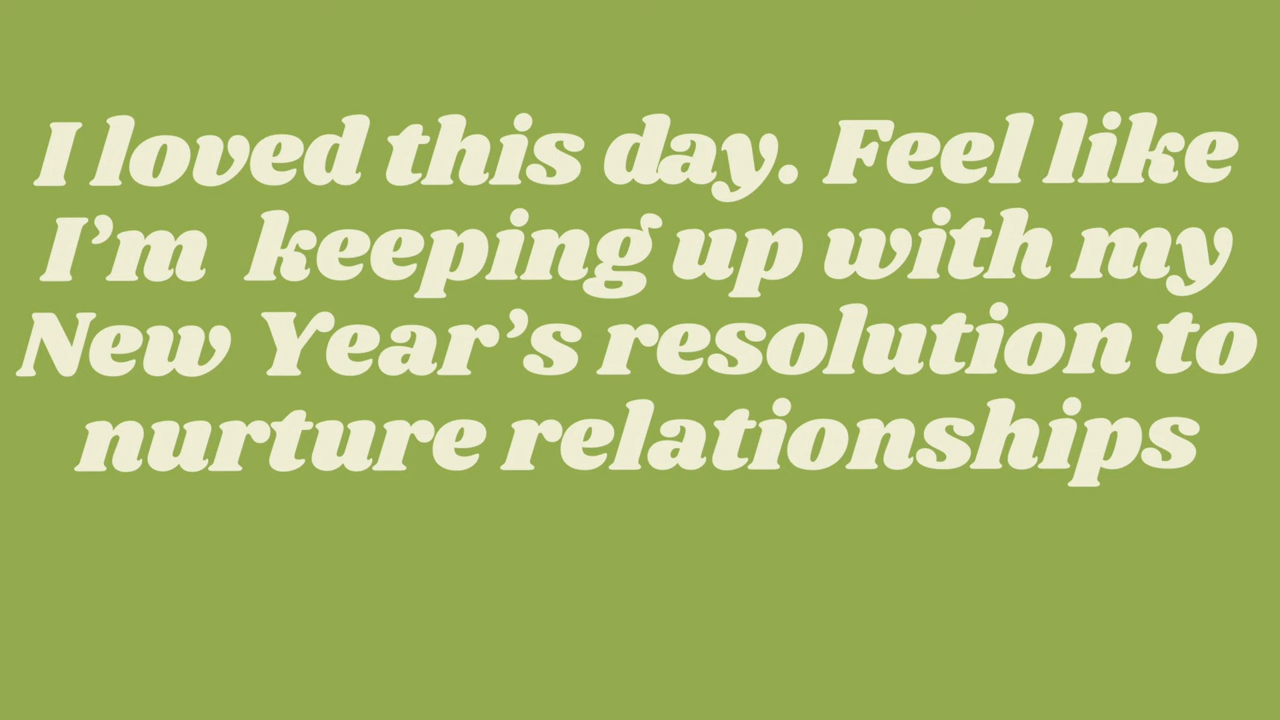 I loved this day. Feel like
I’m keeping up with my
New Year’s resolution to
nurture relationships